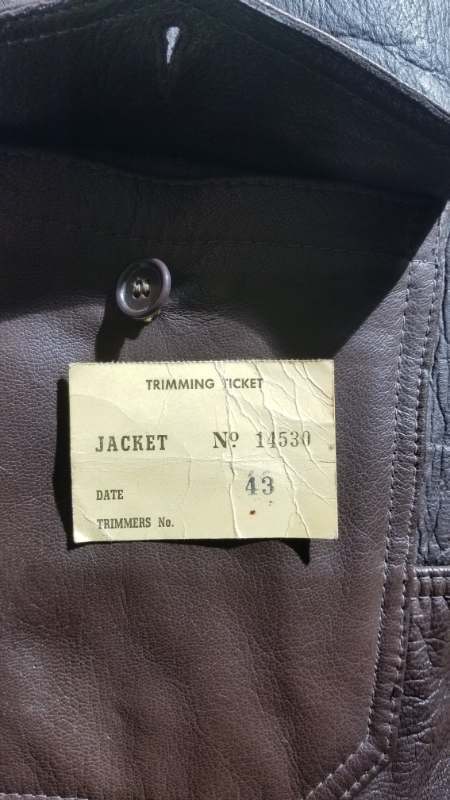 TRIMMING TICKET
JACKET Nº 14530
DATE 43
TRIMMERS No.